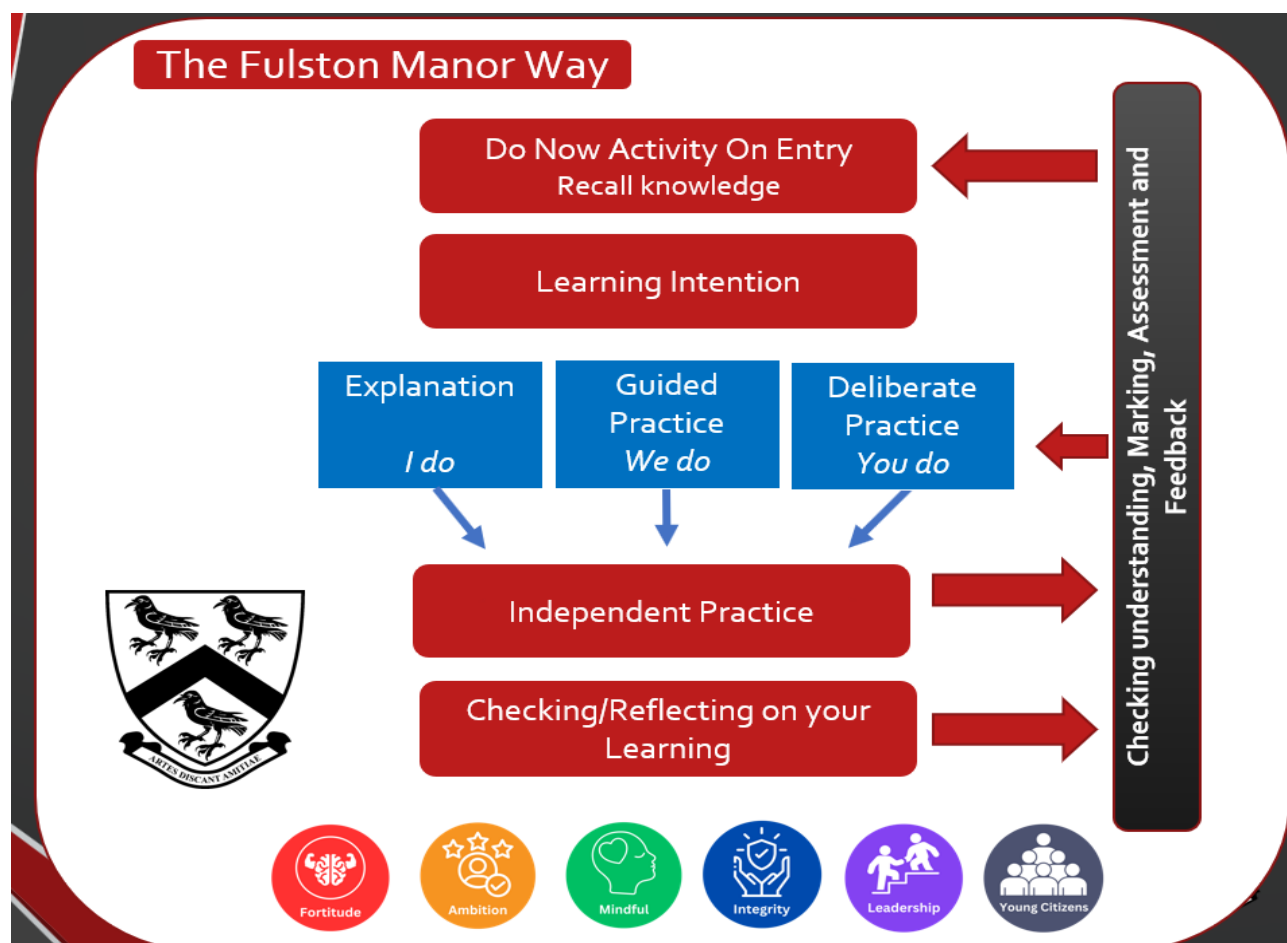 The Fulston Manor Way
Do Now Activity On Entry
Recall knowledge
Learning Intention
Explanation
I do
Guided
Practice
We do
Deliberate
Practice
You do
Independent Practice
Checking/Reflecting on your
Learning
Checking understanding, Marking, Assessment and
Feedback
ARTES DISCANT AMITIAE
Fortitude
Ambition
Mindful
Integrity
Leadership
Young Citizens